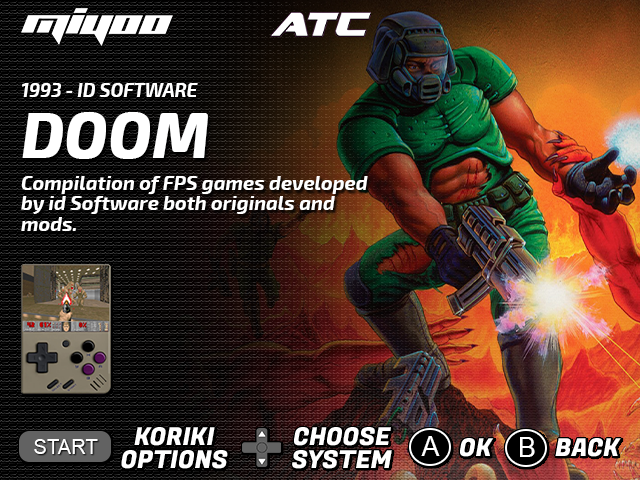 miyoo
ATC
1993 - ID SOFTWARE
DOOM
Compilation of FPS games developed
by id Software both originals and
mods.
START
KORIKI
OPTIONS
CHOOSE
SYSTEM
A
OK
B
BACK